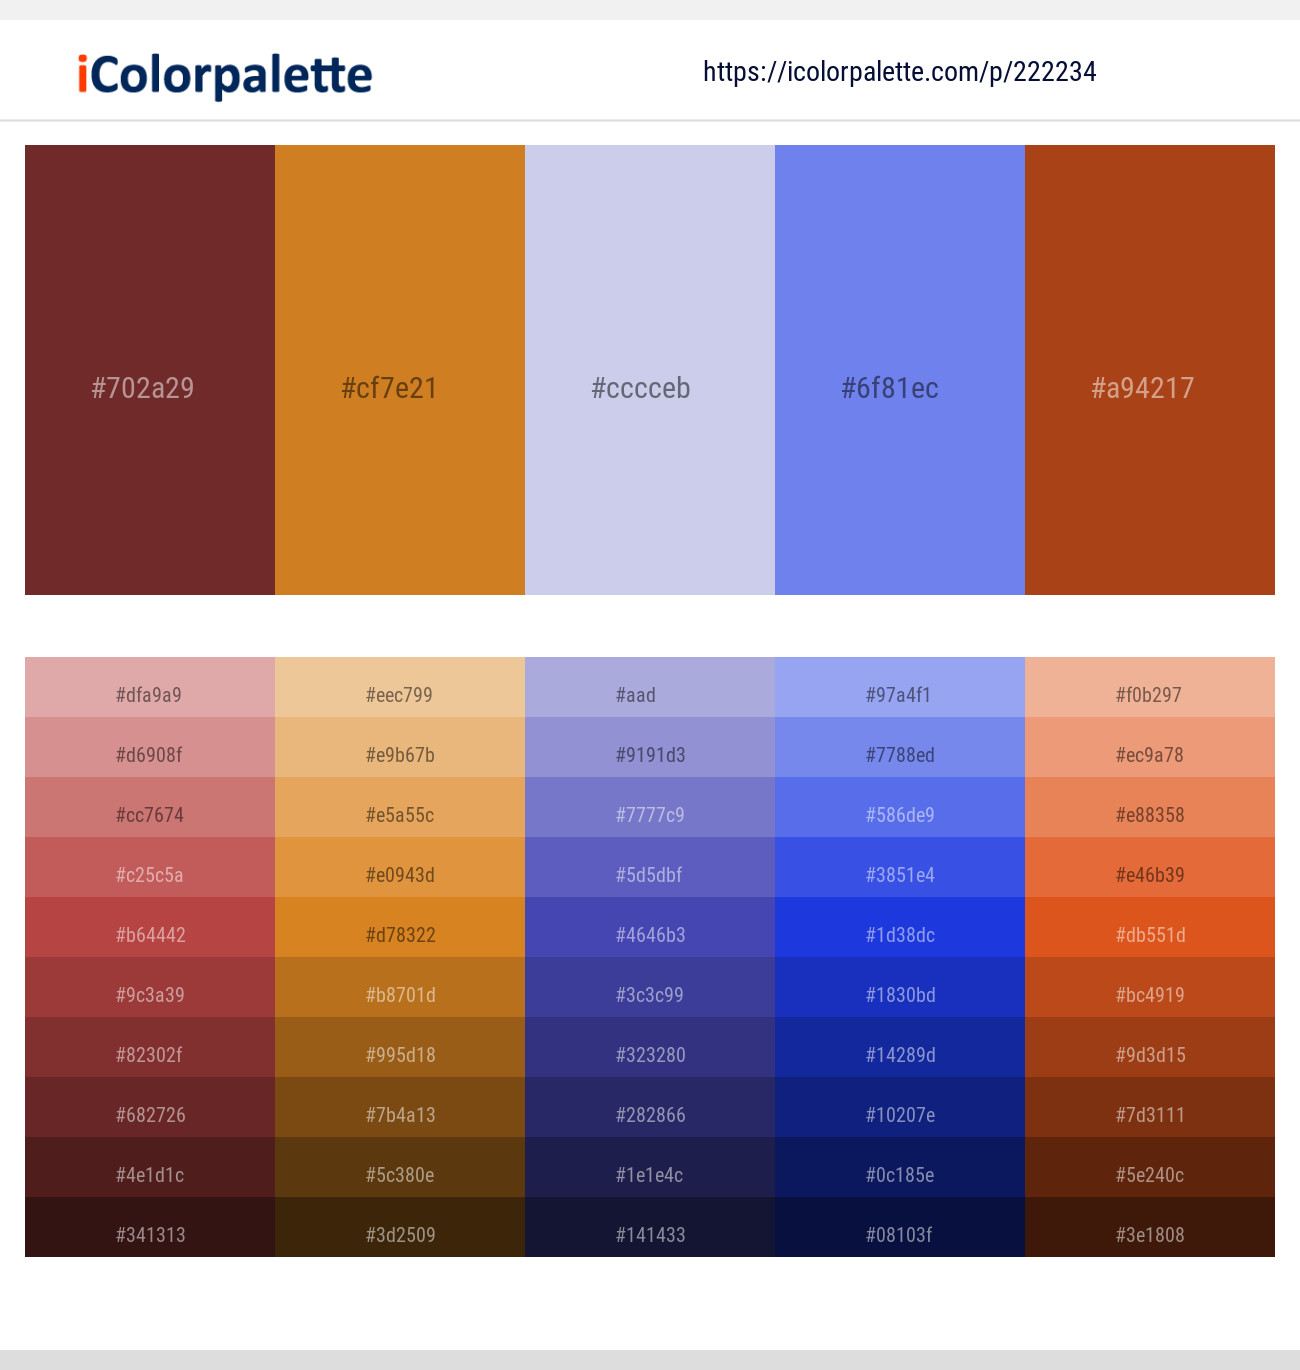 iColorpalette
https://icolorpalette.com/p/222234
#702a29 #cf7e21 #cccceb #6f81ec #a94217
#dfa9a9 #eec799 #aad #97a4f1 #f0b297
#d6908f #e9b67b #9191d3 #7788ed #ec9a78
#cc7674 #e5a55c #7777c9 #586de9 #e88358
#c25c5a #e0943d #5d5dbf #3851e4 #e46b39
#b64442 #d78322 #4646b3 #1d38dc #db551d
#9c3a39 #b8701d #3c3c99 #1830bd #bc4919
#82302f #995d18 #323280 #14289d #9d3d15
#682726 #7b4a13 #282866 #10207e #7d3111
#4e1d1c #5c380e #1e1e4c #0c185e #5e240c
#341313 #3d2509 #141433 #08103f #3e1808